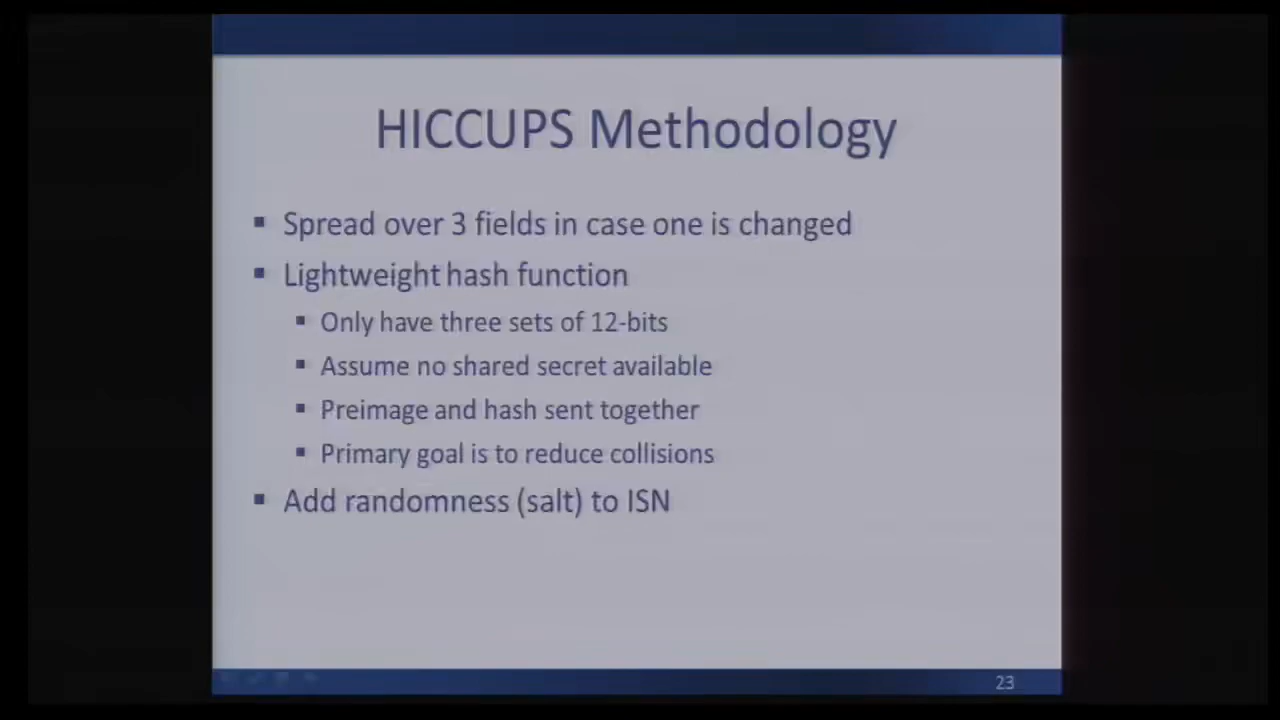 HICCUPS Methodology
Spread over 3 fields in case one is changed
Lightweight hash function
Only have three sets of 12-bits
Assume no shared secret available
Preimage and hash sent together
Primary goal is to reduce collisions
Add randomness (salt) to ISN
23